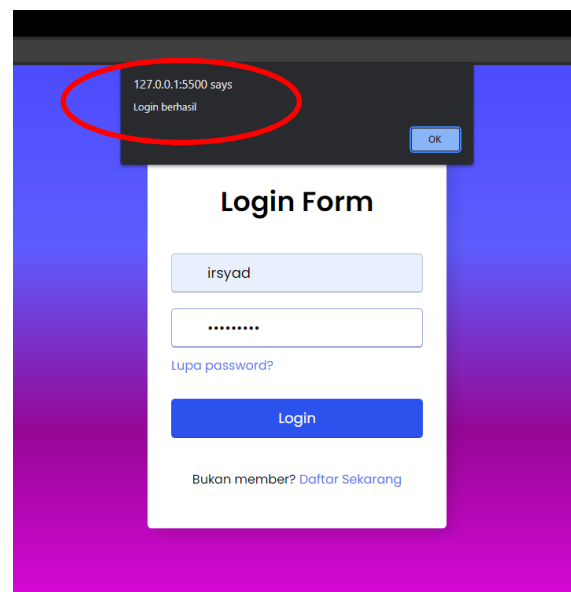 127.0.0.1:5500 says
Login berhasil
OK
Login Form
irsyad
•••••••••
Lupa password?
Login
Bukan member? Daftar Sekarang